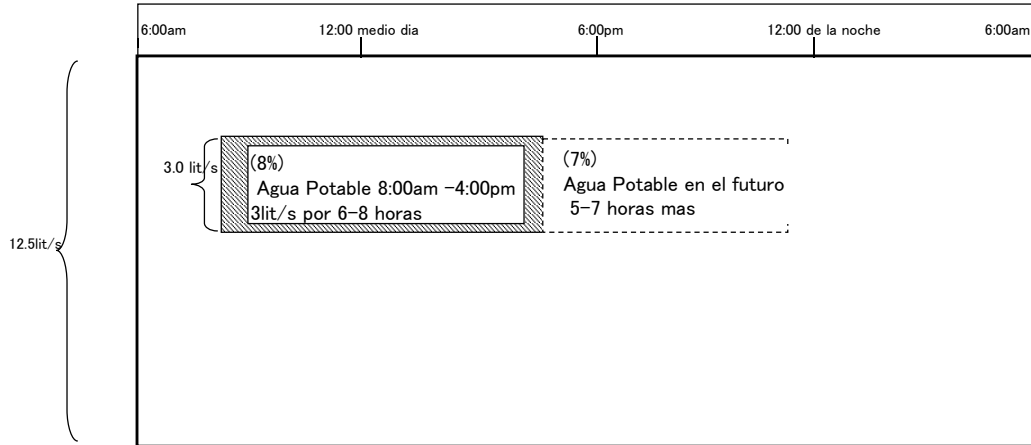 6:00am 12:00 medio dia 6:00pm 12:00 de la noche 6:00am
3.0 lit/s
(8%)
Agua Potable 8:00am -4:00pm
3lit/s por 6-8 horas
(7%)
Agua Potable en el futuro
5-7 horas mas
12.5lit/s